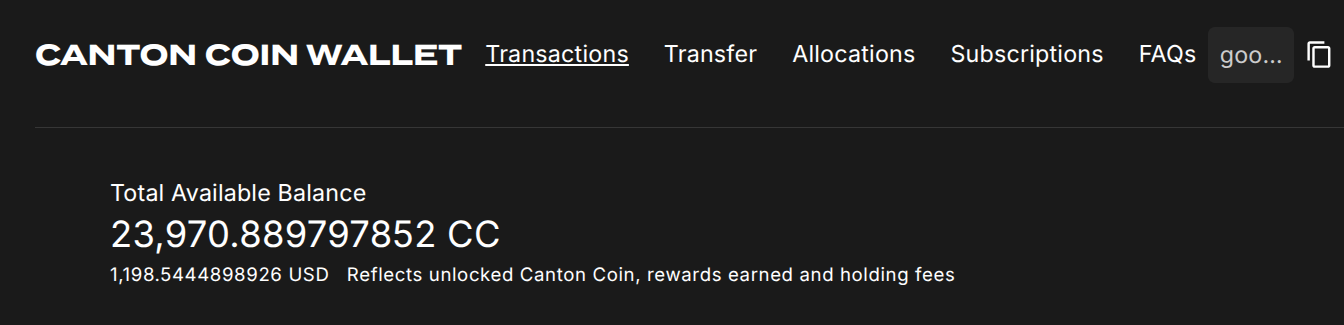 CANTON COIN WALLET Transactions Transfer Allocations Subscriptions FAQs goo...
Total Available Balance
23,970.889797852 CC
1,198.5444898926 USD Reflects unlocked Canton Coin, rewards earned and holding fees